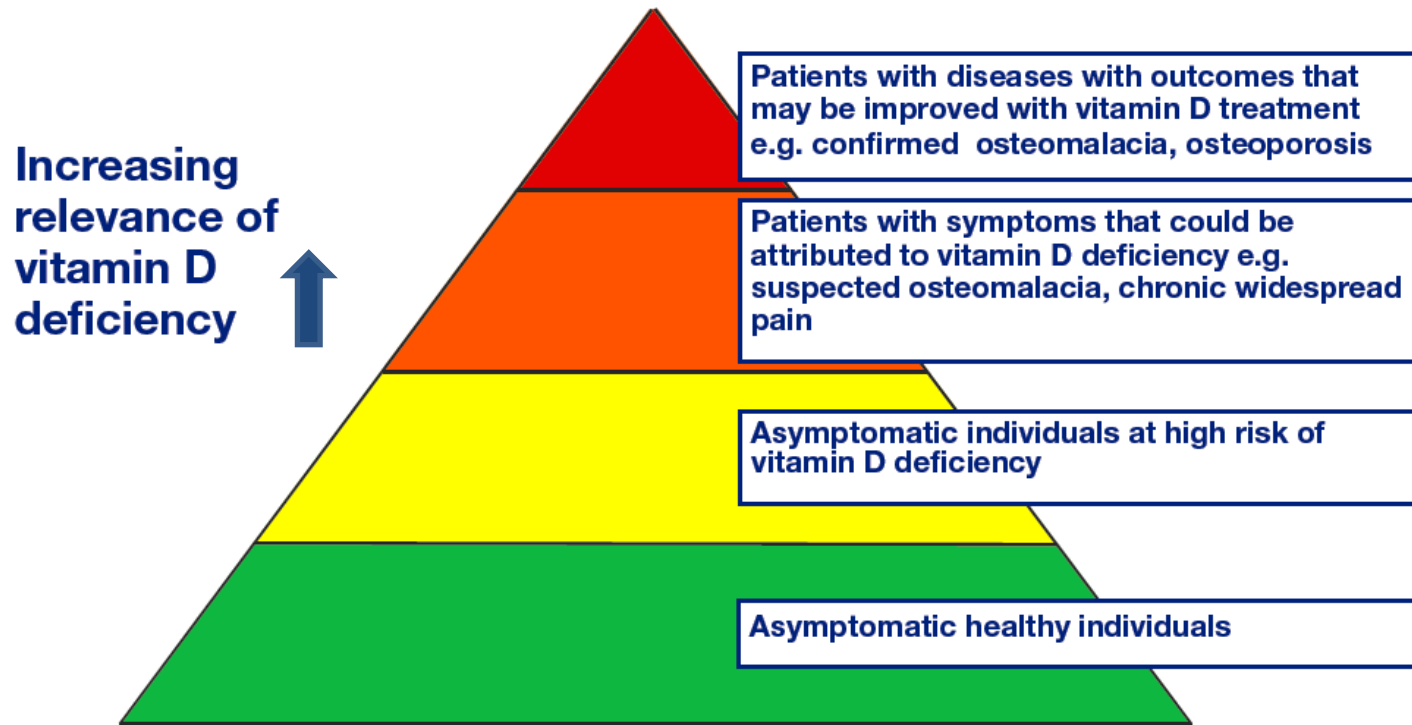 Increasing
relevance of
vitamin D
deficiency
Patients with diseases with outcomes that
may be improved with vitamin D treatment
e.g. confirmed osteomalacia, osteoporosis
Patients with symptoms that could be
attributed to vitamin D deficiency e.g.
suspected osteomalacia, chronic widespread
pain
Asymptomatic individuals at high risk of
vitamin D deficiency
Asymptomatic healthy individuals